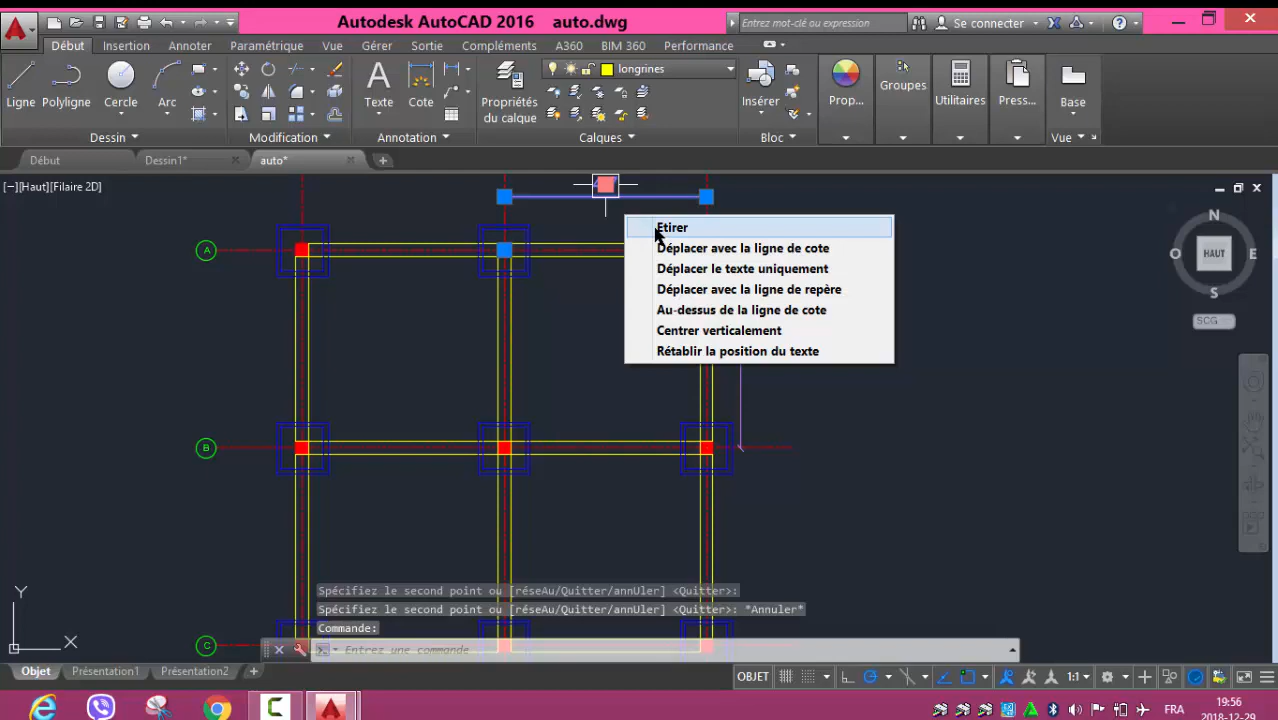 Autodesk AutoCAD 2016 auto.dwg
Entrez mot-clé ou expression
Se connecter
Début Insertion Annoter Paramétrique Vue Gérer Sortie Compléments A360 BIM 360 Performance
longrines
Ligne Polyligne Cercle Arc Texte Cote Propriétés du calque Insérer Prop... Groupes Utilitaires Press... Base
Dessin Modification Annotation Calques Bloc Vue
Début Dessin1* auto*
[−][Haut][Filaire 2D]
N
O HAUT E
S
SCG
A
B
C
Etirer
Déplacer avec la ligne de cote
Déplacer le texte uniquement
Déplacer avec la ligne de repère
Au-dessus de la ligne de cote
Centrer verticalement
Rétablir la position du texte
Spécifiez le second point ou [réseAu/Quitter/annUler] <Quitter>:
Spécifiez le second point ou [réseAu/Quitter/annUler] <Quitter>: *Annuler*
Commande:
Entrez une commande
Y
X
Objet Présentation1 Présentation2 +
OBJET 1:1
FRA
19:56
2018-12-29